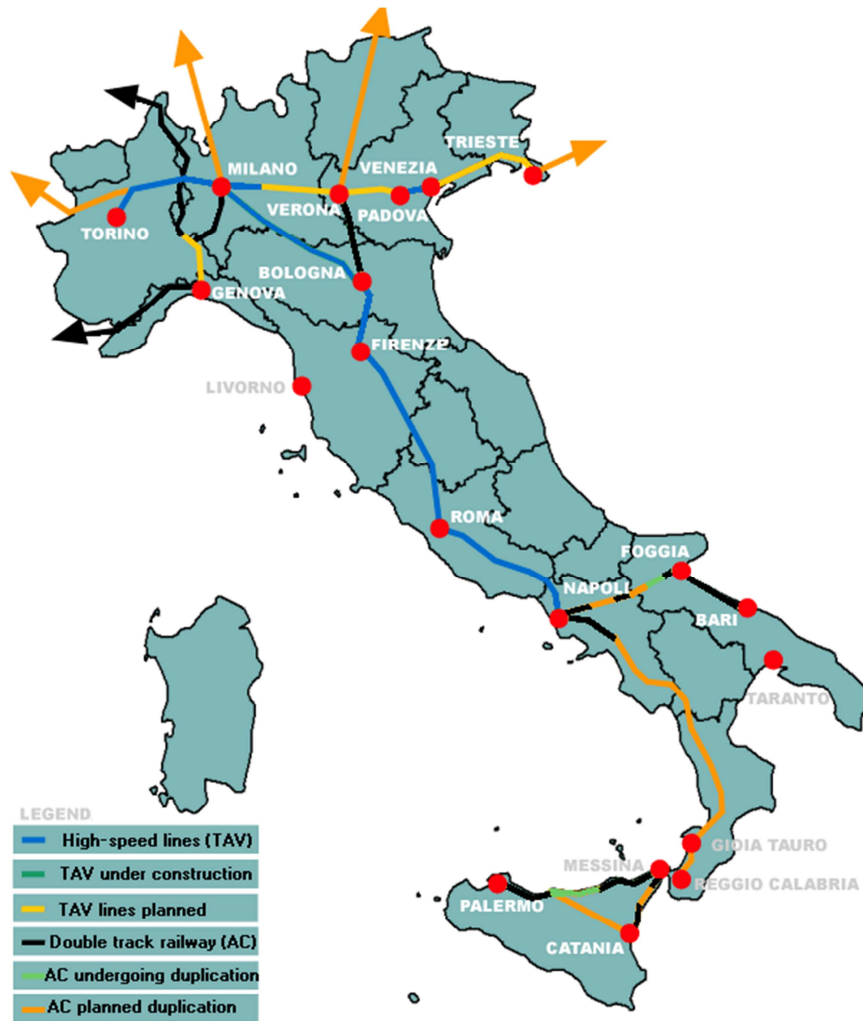 TRIESTE
MILANO
VENEZIA
VERONA
PADOVA
TORINO
BOLOGNA
GENOVA
FIRENZE
LIVORNO
ROMA
FOGGIA
NAPOLI
BARI
TARANTO
LEGEND
High-speed lines (TAV)
TAV under construction
TAV lines planned
Double track railway (AC)
AC undergoing duplication
AC planned duplication
GIOIA TAURO
MESSINA
REGGIO CALABRIA
PALERMO
CATANIA